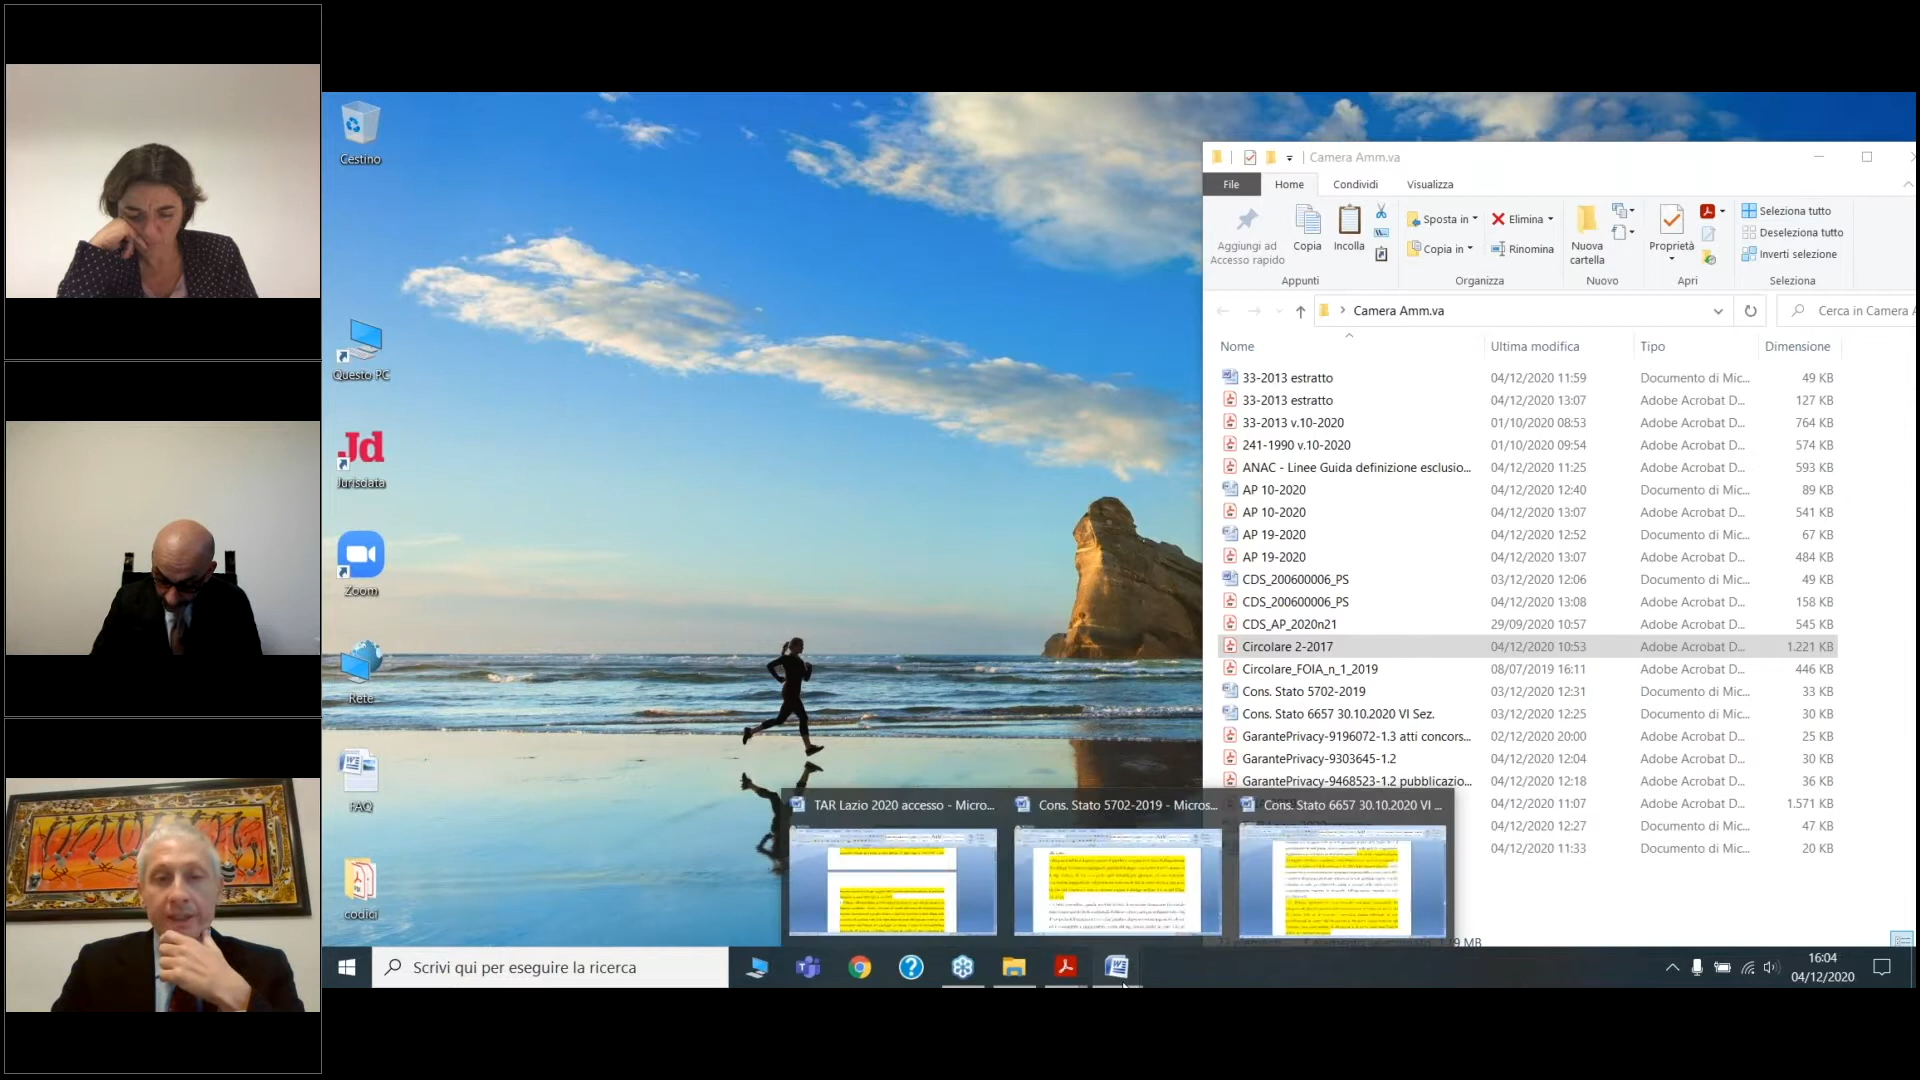 Cestino
Questo PC
Jd
Jurisdata
Zoom
Rete
FAQ
codici
Camera Amm.va
File Home Condividi Visualizza
Aggiungi ad Accesso rapido
Copia
Incolla
Appunti
Sposta in
Copia in
Elimina
Rinomina
Organizza
Nuova cartella
Nuovo
Proprietà
Apri
Seleziona tutto
Deseleziona tutto
Inverti selezione
Seleziona
Camera Amm.va
Cerca in Camera A
Nome Ultima modifica Tipo Dimensione
33-2013 estratto 04/12/2020 11:59 Documento di Mic... 49 KB
33-2013 estratto 04/12/2020 13:07 Adobe Acrobat D... 127 KB
33-2013 v.10-2020 01/10/2020 08:53 Adobe Acrobat D... 764 KB
241-1990 v.10-2020 01/10/2020 09:54 Adobe Acrobat D... 574 KB
ANAC - Linee Guida definizione esclusio... 04/12/2020 11:25 Adobe Acrobat D... 593 KB
AP 10-2020 04/12/2020 12:40 Documento di Mic... 89 KB
AP 10-2020 04/12/2020 13:07 Adobe Acrobat D... 541 KB
AP 19-2020 04/12/2020 12:52 Documento di Mic... 67 KB
AP 19-2020 04/12/2020 13:07 Adobe Acrobat D... 484 KB
CDS_200600006_PS 03/12/2020 12:06 Documento di Mic... 49 KB
CDS_200600006_PS 04/12/2020 13:08 Adobe Acrobat D... 158 KB
CDS_AP_2020n21 29/09/2020 10:57 Adobe Acrobat D... 545 KB
Circolare 2-2017 04/12/2020 10:53 Adobe Acrobat D... 1.221 KB
Circolare_FOIA_n_1_2019 08/07/2019 16:11 Adobe Acrobat D... 446 KB
Cons. Stato 5702-2019 03/12/2020 12:31 Documento di Mic... 33 KB
Cons. Stato 6657 30.10.2020 VI Sez. 03/12/2020 12:25 Documento di Mic... 30 KB
GarantePrivacy-9196072-1.3 atti concors... 02/12/2020 20:00 Adobe Acrobat D... 25 KB
GarantePrivacy-9303645-1.2 04/12/2020 12:04 Adobe Acrobat D... 30 KB
GarantePrivacy-9468523-1.2 pubblicazio... 04/12/2020 12:18 Adobe Acrobat D... 36 KB
04/12/2020 11:07 Adobe Acrobat D... 1.571 KB
04/12/2020 12:27 Documento di Mic... 47 KB
04/12/2020 11:33 Documento di Mic... 20 KB
TAR Lazio 2020 accesso - Micro...
Cons. Stato 5702-2019 - Micros...
Cons. Stato 6657 30.10.2020 VI ...
Scrivi qui per eseguire la ricerca
16:04
04/12/2020